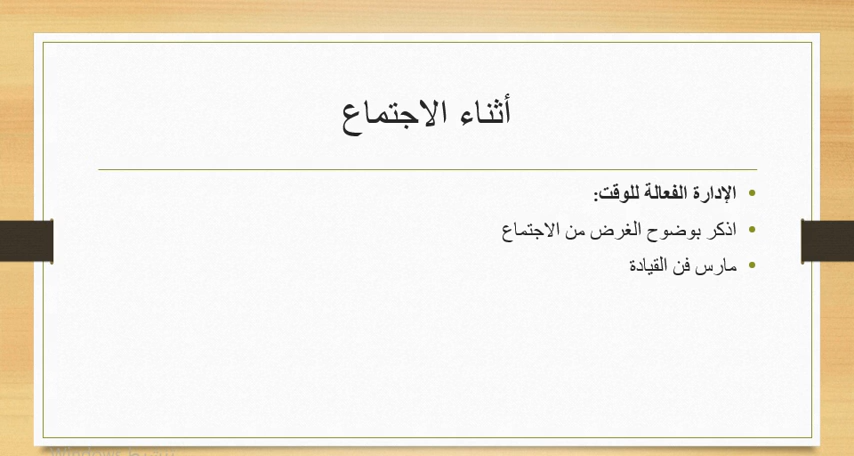 أثناء الاجتماع
• الإدارة الفعالة للوقت:
• اذكر بوضوح الغرض من الاجتماع
• مارس فن القيادة